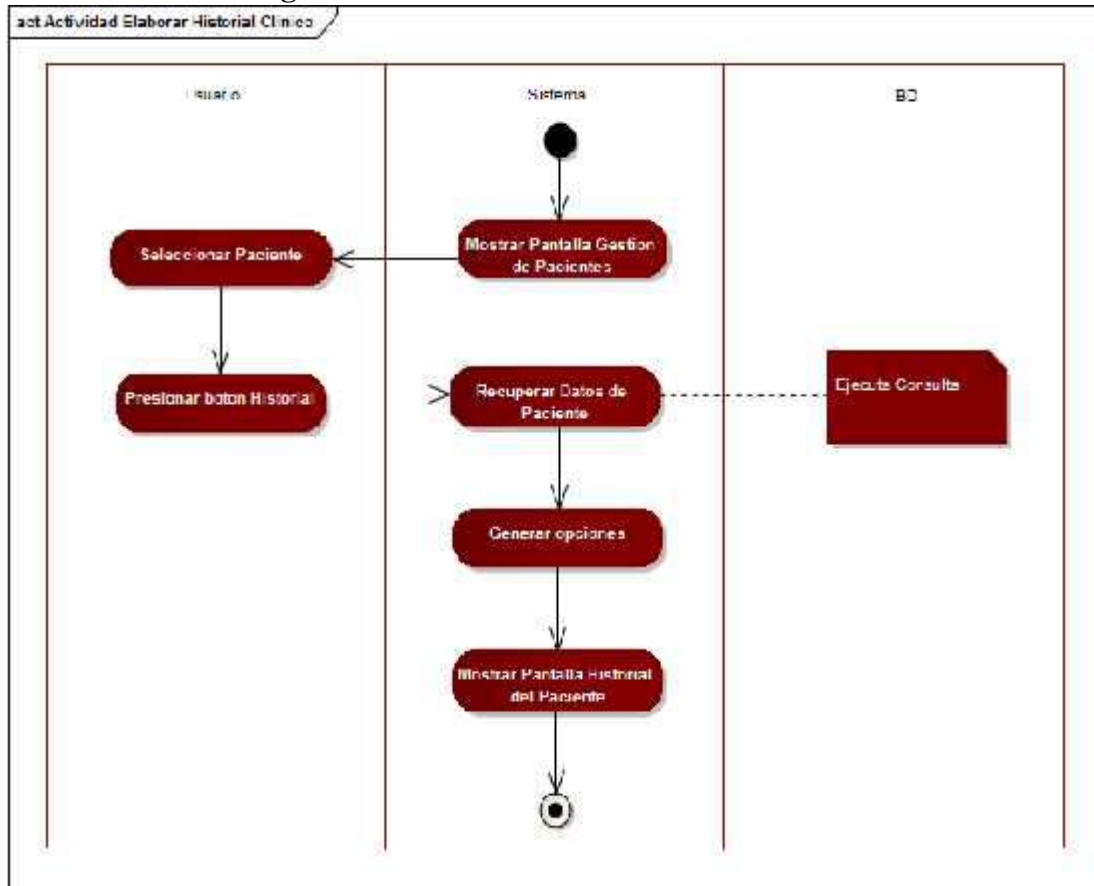 act Actividad Elaborar Historial Clinico
Usuario
Sistema
BD
Mostrar Pantalla Gestion
de Pacientes
Seleccionar Paciente
Presionar boton Historial
Recuperar Datos de
Paciente
Ejecuta Consulta
Generar opciones
Mostrar Pantalla Historial
del Paciente